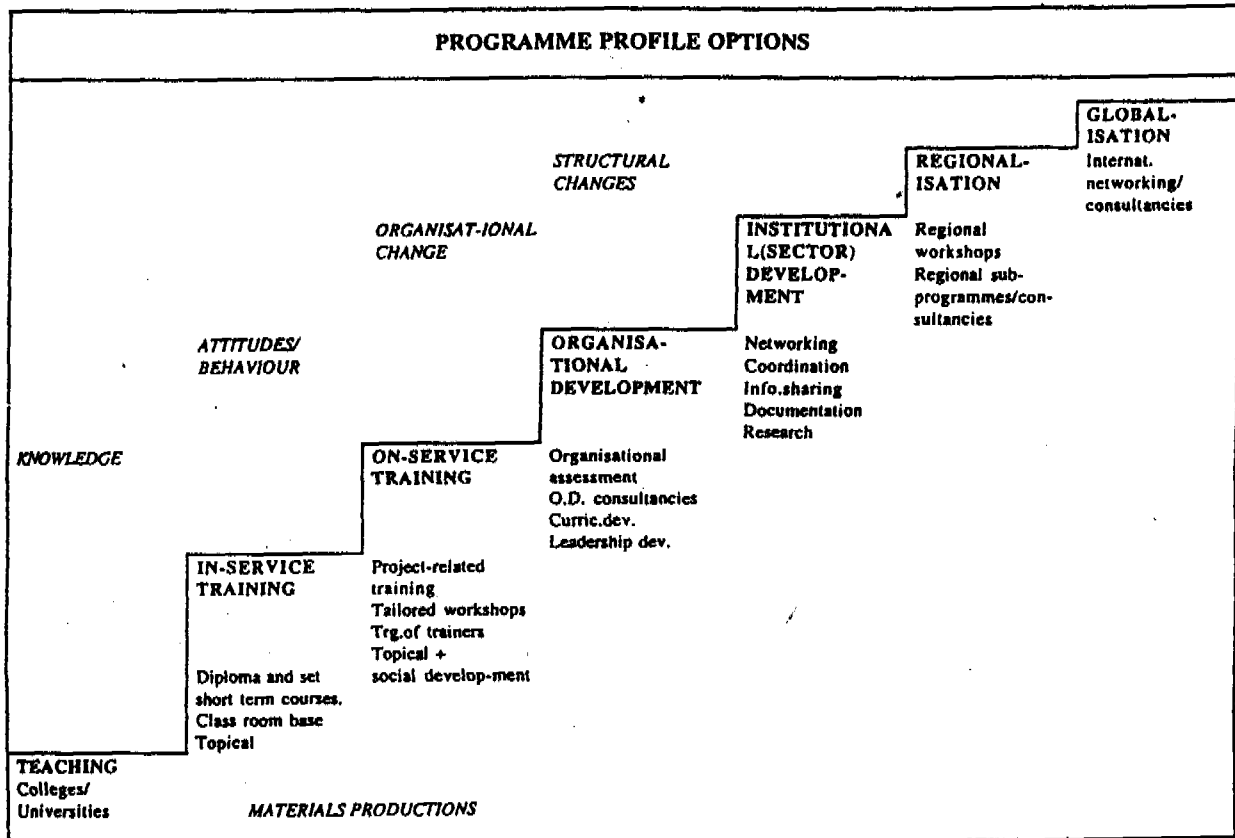 PROGRAMME PROFILE OPTIONS
GLOBAL-
ISATION
Internat.
networking/
consultancies
STRUCTURAL
CHANGES
REGIONAL-
ISATION
Regional
workshops
Regional sub-
programmes/con-
sultancies
ORGANISAT-IONAL
CHANGE
INSTITUTIONA
L(SECTOR)
DEVELOP-
MENT
Networking
Coordination
Info.sharing
Documentation
Research
ATTITUDES/
BEHAVIOUR
ORGANISA-
TIONAL
DEVELOPMENT
Organisational
assessment
O.D. consultancies
Curric.dev.
Leadership dev.
KNOWLEDGE
ON-SERVICE
TRAINING
Project-related
training
Tailored workshops
Trg.of trainers
Topical +
social develop-ment
IN-SERVICE
TRAINING
Diploma and set
short term courses.
Class room base
Topical
TEACHING
Colleges/
Universities
MATERIALS PRODUCTIONS